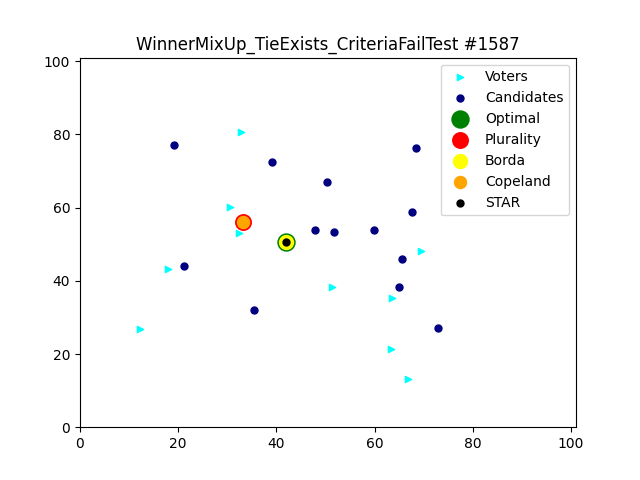 WinnerMixUp_TieExists_CriteriaFailTest #1587
Voters
Candidates
Optimal
Plurality
Borda
Copeland
STAR
100
80
60
40
20
0
0 20 40 60 80 100